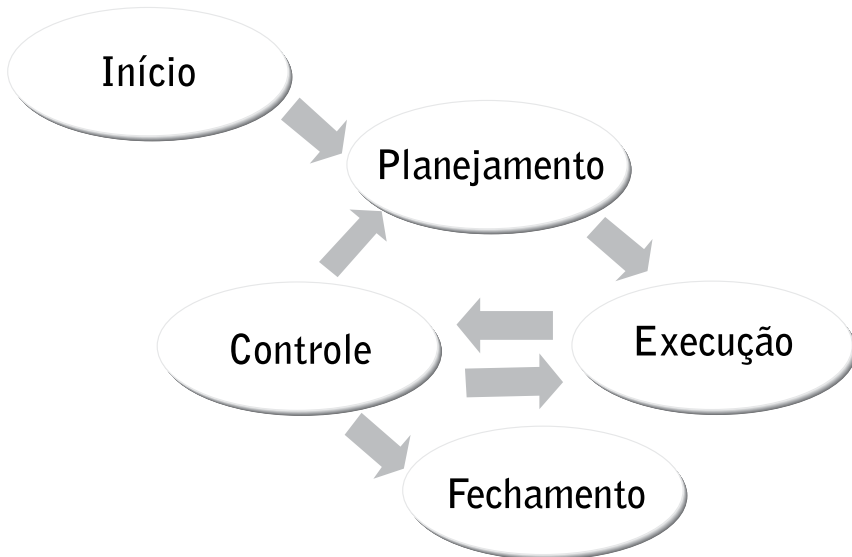 Início
Planejamento
Controle
Execução
Fechamento